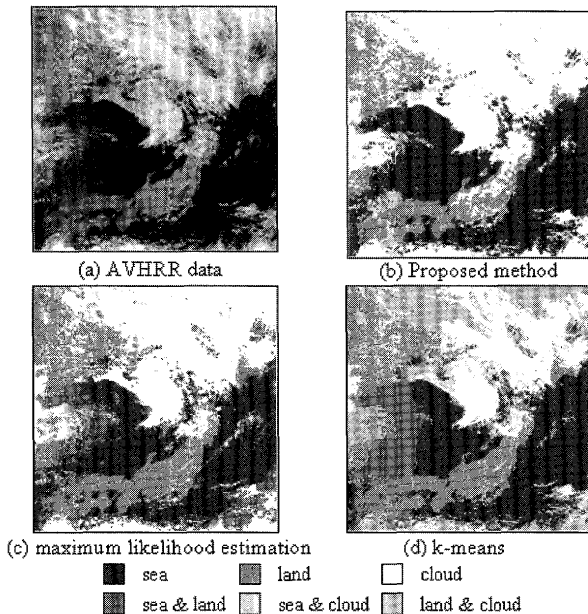 (a) AVHRR data
(b) Proposed method
(c) maximum likelihood estimation
(d) k-means
sea land cloud
sea & land sea & cloud land & cloud